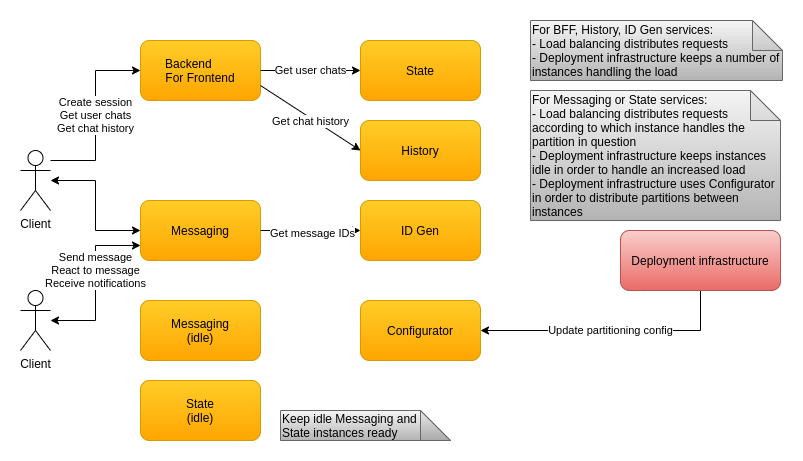 Backend
For Frontend
Get user chats
State
For BFF, History, ID Gen services:
- Load balancing distributes requests
- Deployment infrastructure keeps a number of
instances handling the load
Create session
Get user chats
Get chat history
Get chat history
History
For Messaging or State services:
- Load balancing distributes requests
according to which instance handles the
partition in question
- Deployment infrastructure keeps instances
idle in order to handle an increased load
- Deployment infrastructure uses Configurator
in order to distribute partitions between
instances
Client
Messaging
Get message IDs
ID Gen
Send message
React to message
Receive notifications
Deployment infrastructure
Client
Messaging
(idle)
Configurator
Update partitioning config
State
(idle)
Keep idle Messaging and
State instances ready